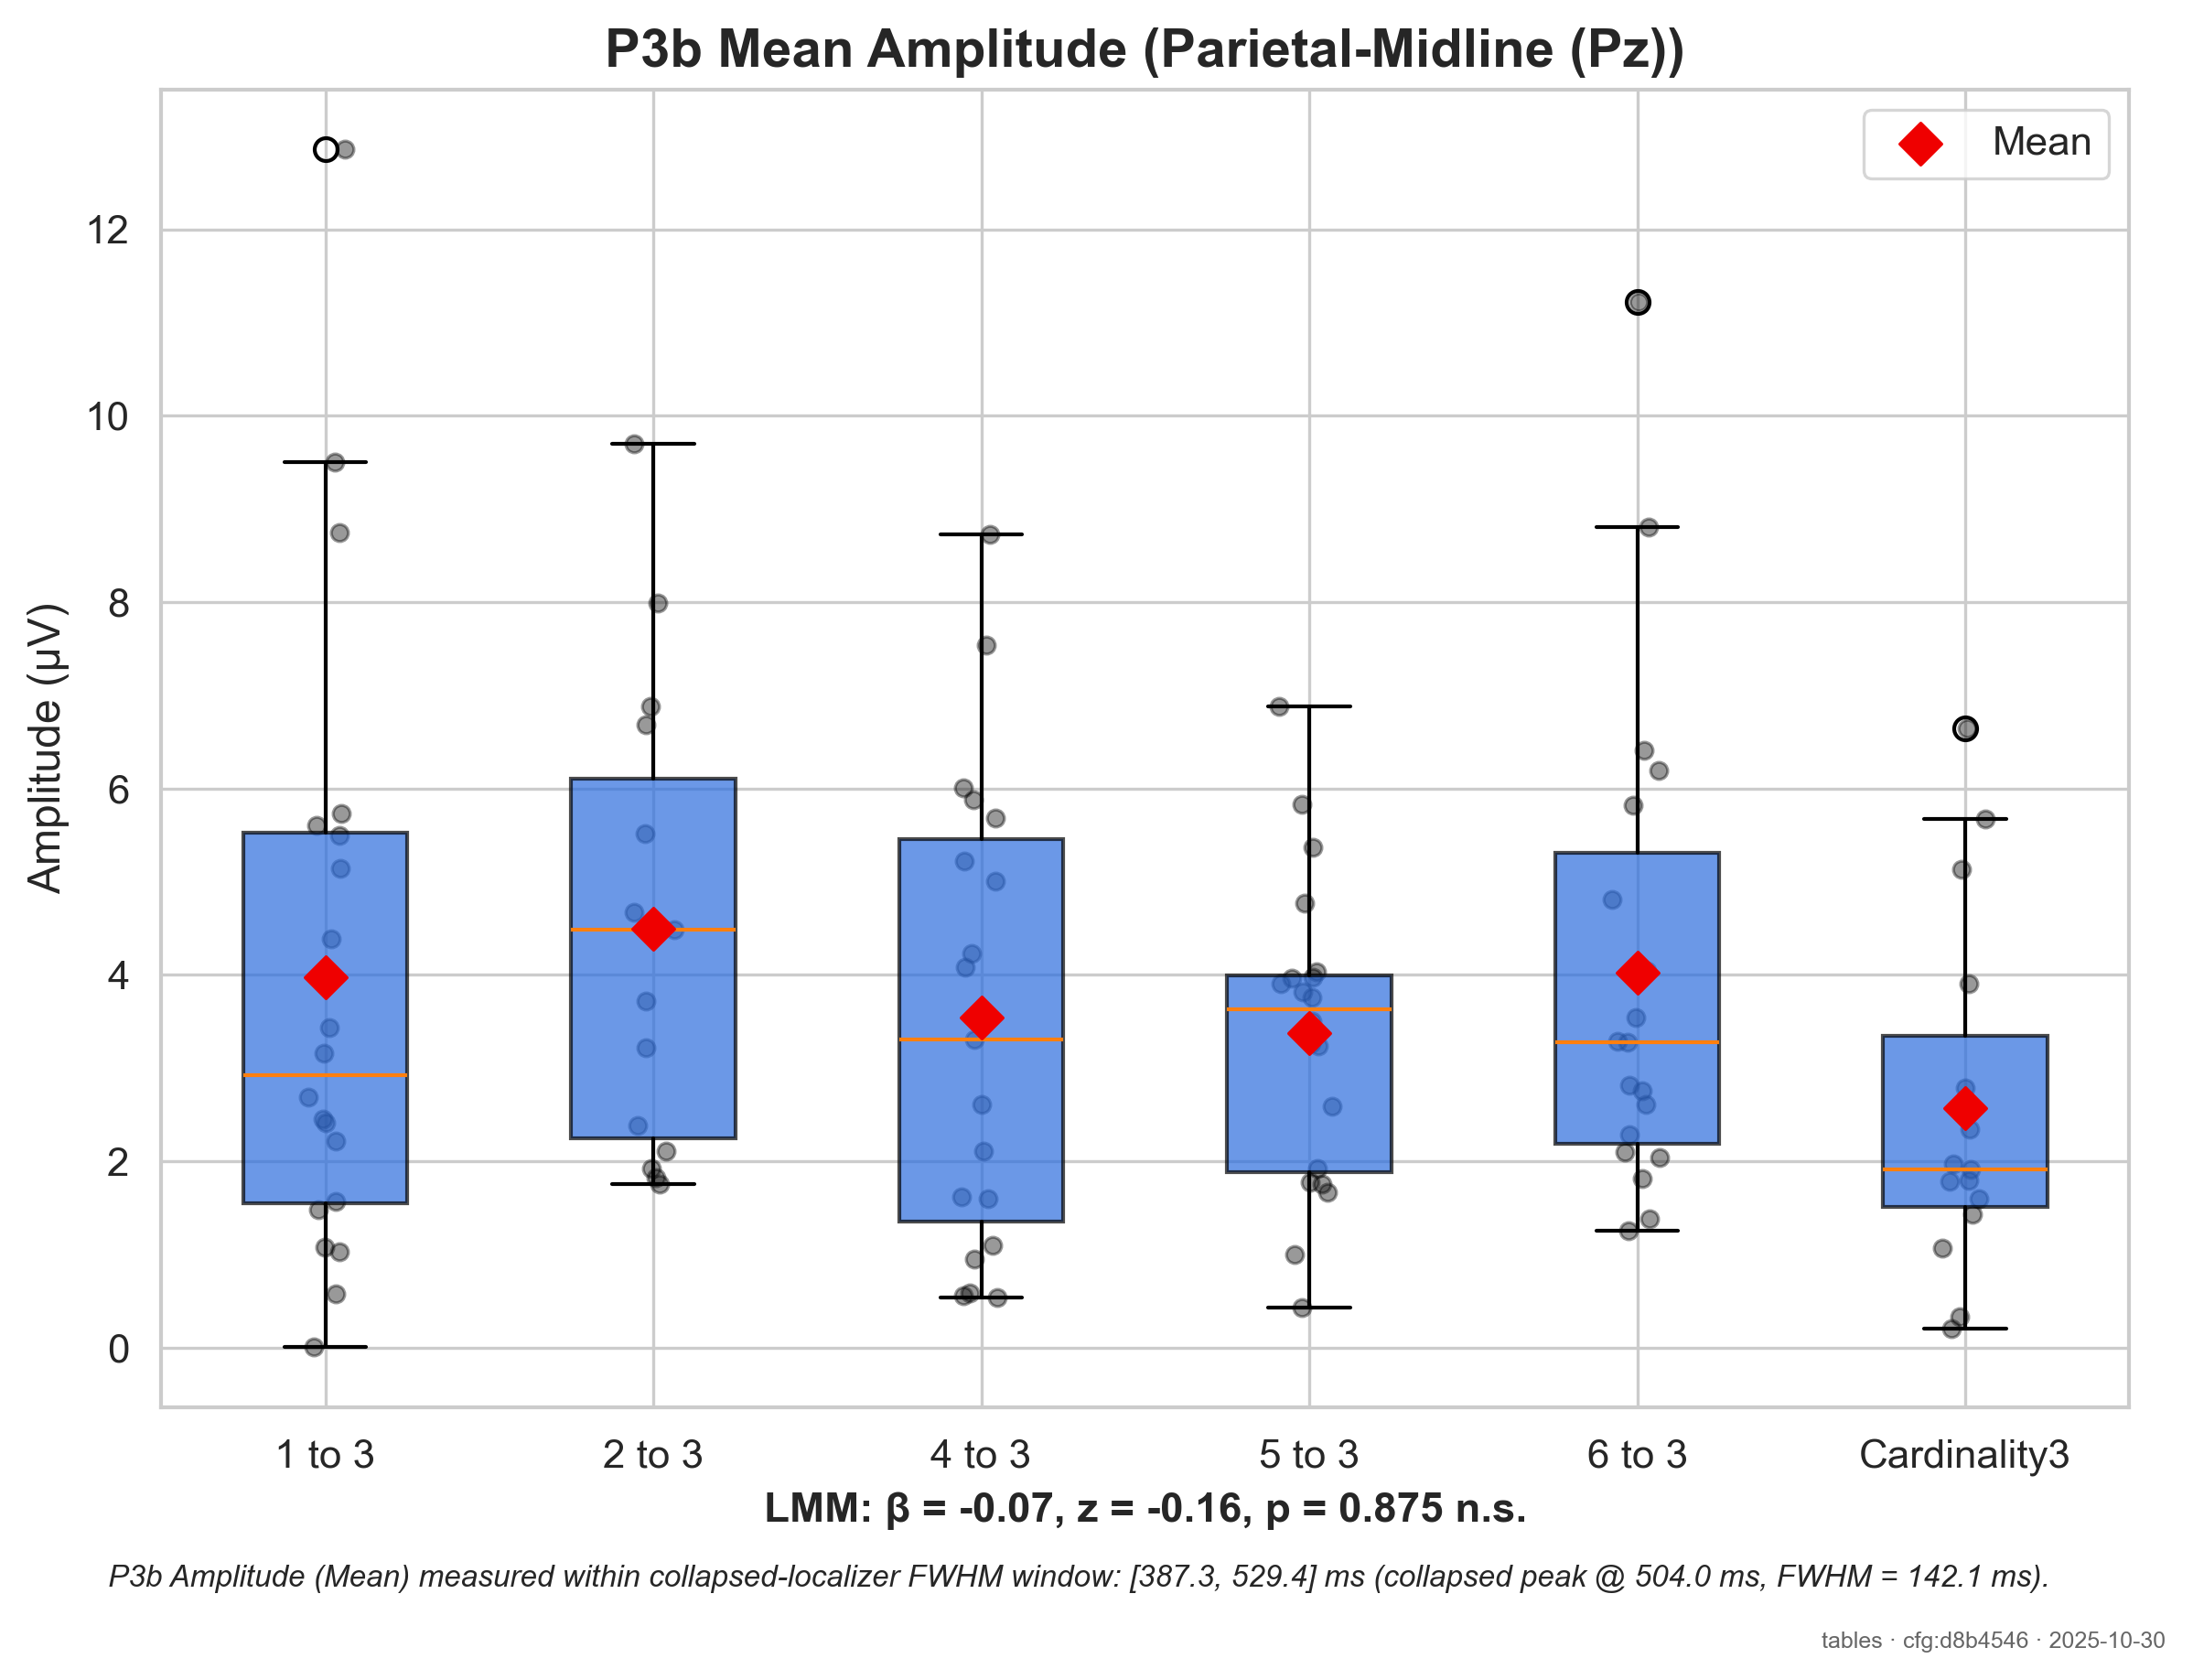 P3b Mean Amplitude (Parietal-Midline (Pz))
Mean
Amplitude (µV)
12
10
8
6
4
2
0
1 to 3
2 to 3
4 to 3
5 to 3
6 to 3
Cardinality3
LMM: β = -0.07, z = -0.16, p = 0.875 n.s.
P3b Amplitude (Mean) measured within collapsed-localizer FWHM window: [387.3, 529.4] ms (collapsed peak @ 504.0 ms, FWHM = 142.1 ms).
tables · cfg:d8b4546 · 2025-10-30